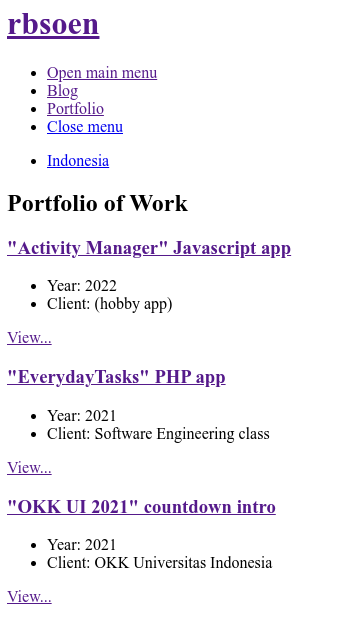 rbsoen
Open main menu
Blog
Portfolio
Close menu
Indonesia
Portfolio of Work
"Activity Manager" Javascript app
Year: 2022
Client: (hobby app)
View...
"EverydayTasks" PHP app
Year: 2021
Client: Software Engineering class
View...
"OKK UI 2021" countdown intro
Year: 2021
Client: OKK Universitas Indonesia
View...